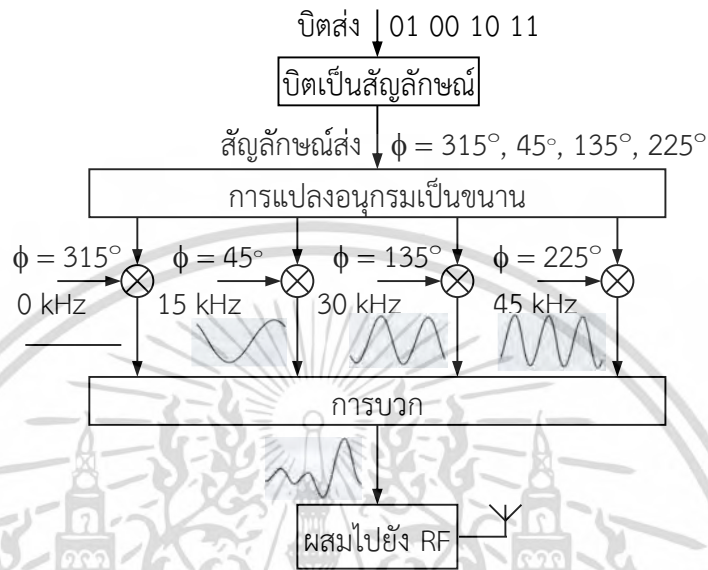 บิตส่ง 01 00 10 11
บิตเป็นสัญลักษณ์
สัญลักษณ์ส่ง ϕ = 315°, 45°, 135°, 225°
การแปลงอนุกรมเป็นขนาน
ϕ = 315° ϕ = 45° ϕ = 135° ϕ = 225°
0 kHz 15 kHz 30 kHz 45 kHz
การบวก
ผสมไปยัง RF